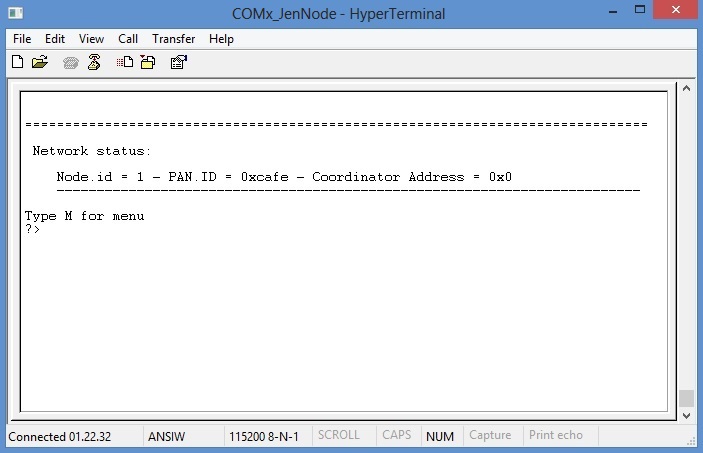 COMx_JenNode - HyperTerminal
File Edit View Call Transfer Help
================================================================================
Network status:
Node.id = 1 - PAN.ID = 0xcafe - Coordinator Address = 0x0
--------------------------------------------------------------------------------
Type M for menu
?>
Connected 01.22.32 ANSIW 115200 8-N-1 SCROLL CAPS NUM Capture Print echo